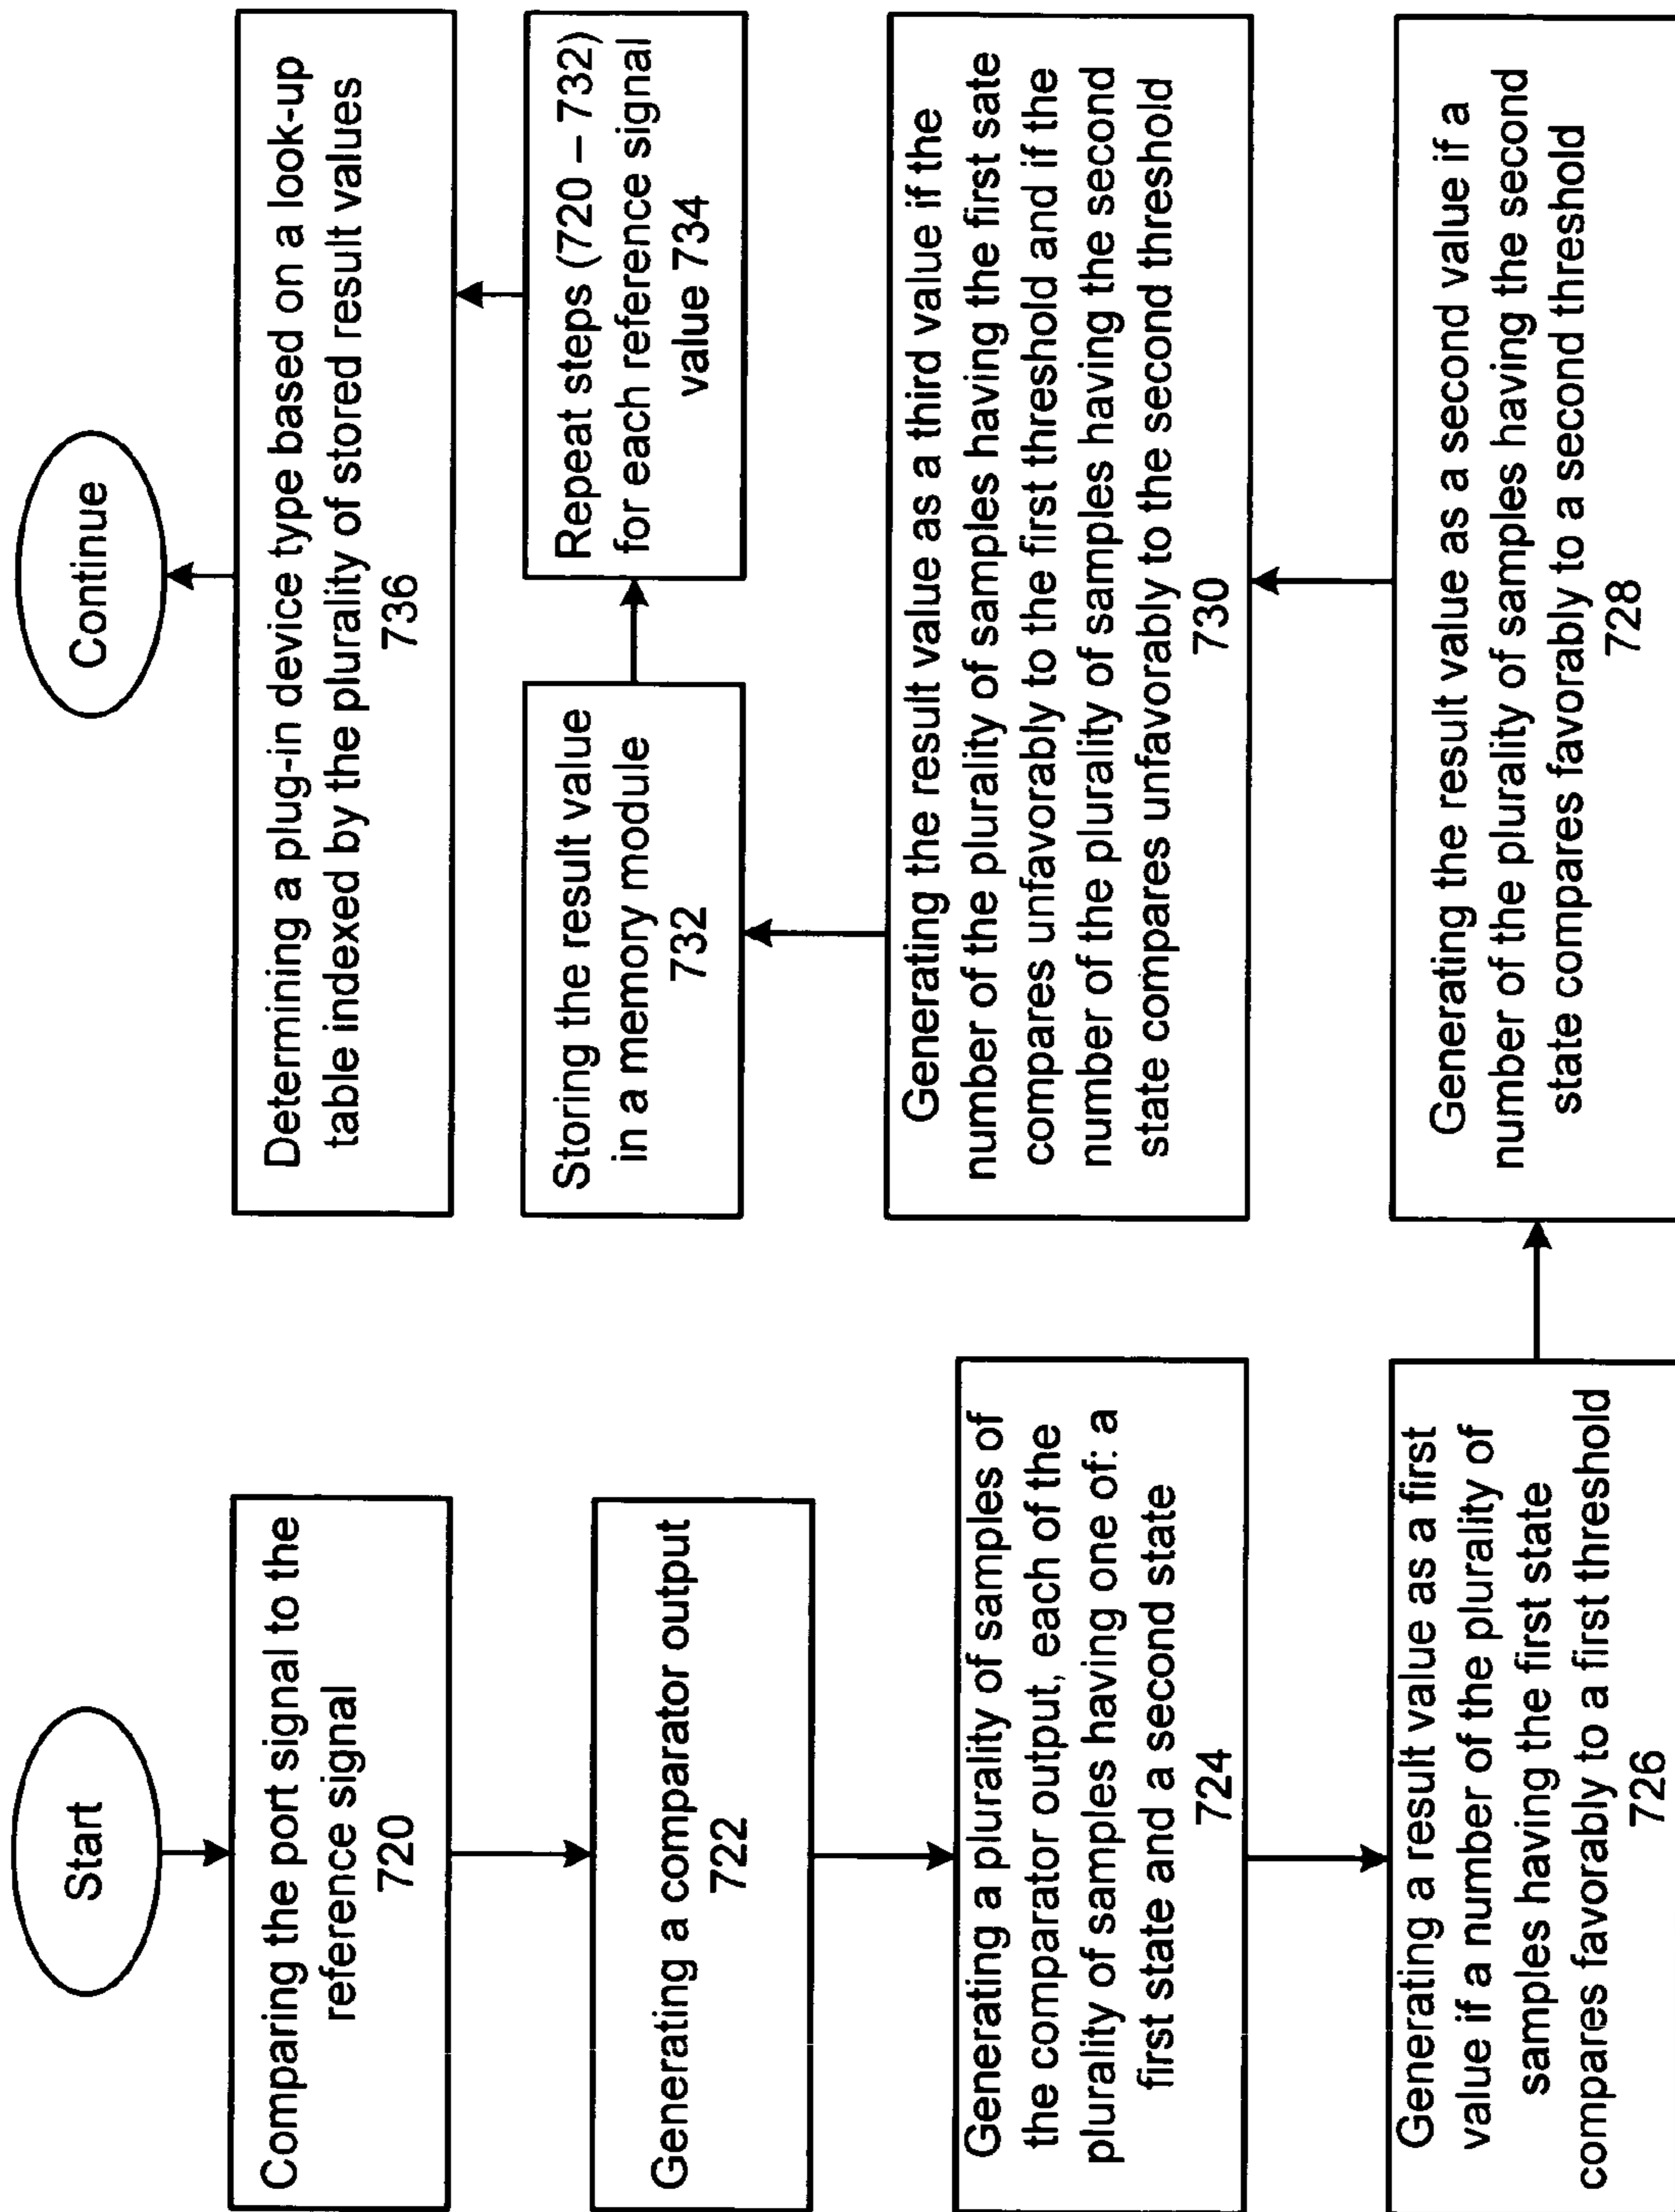 Start
Comparing the port signal to the
reference signal
720
Generating a comparator output
722
Generating a plurality of samples of
the comparator output, each of the
plurality of samples having one of: a
first state and a second state
724
Generating a result value as a first
value if a number of the plurality of
samples having the first state
compares favorably to a first threshold
726
Generating the result value as a second value if a
number of the plurality of samples having the second
state compares favorably to a second threshold
728
Generating the result value as a third value if the
number of the plurality of samples having the first sate
compares unfavorably to the first threshold and if the
number of the plurality of samples having the second
state compares unfavorably to the second threshold
730
Storing the result value
in a memory module
732
Repeat steps (720 – 732)
for each reference signal
value 734
Determining a plug-in device type based on a look-up
table indexed by the plurality of stored result values
736
Continue